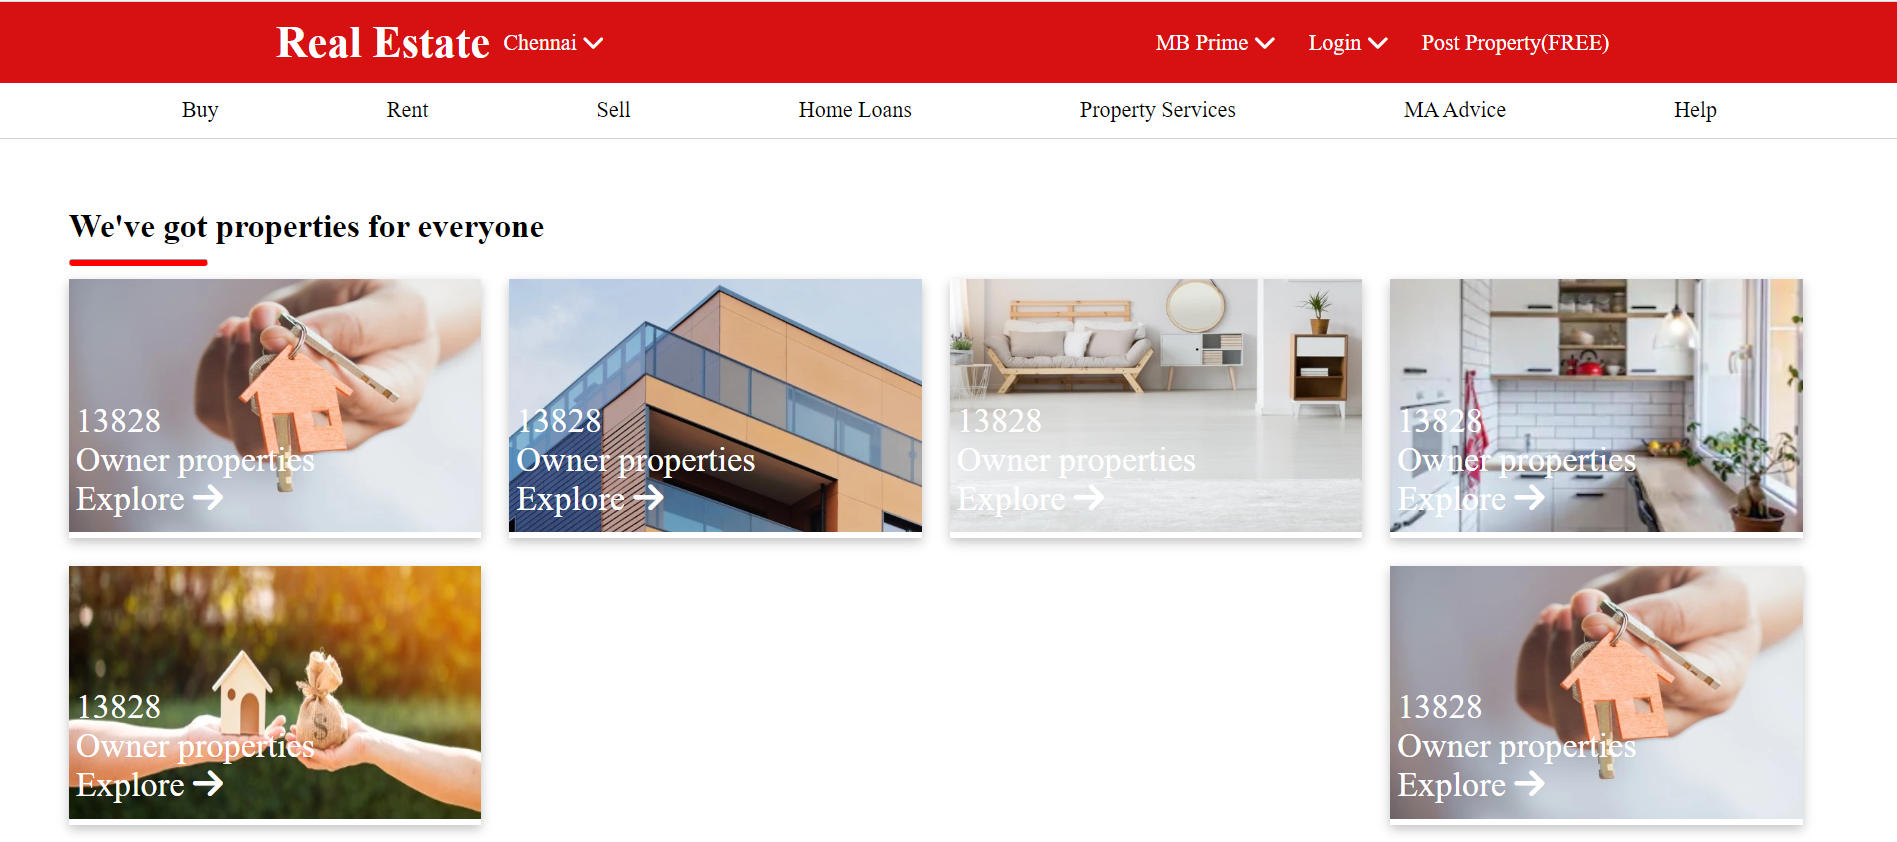 Real Estate Chennai MB Prime Login Post Property(FREE)
Buy Rent Sell Home Loans Property Services MA Advice Help
We've got properties for everyone
13828
Owner properties
Explore
13828
Owner properties
Explore
13828
Owner properties
Explore
13828
Owner properties
Explore
13828
Owner properties
Explore
13828
Owner properties
Explore